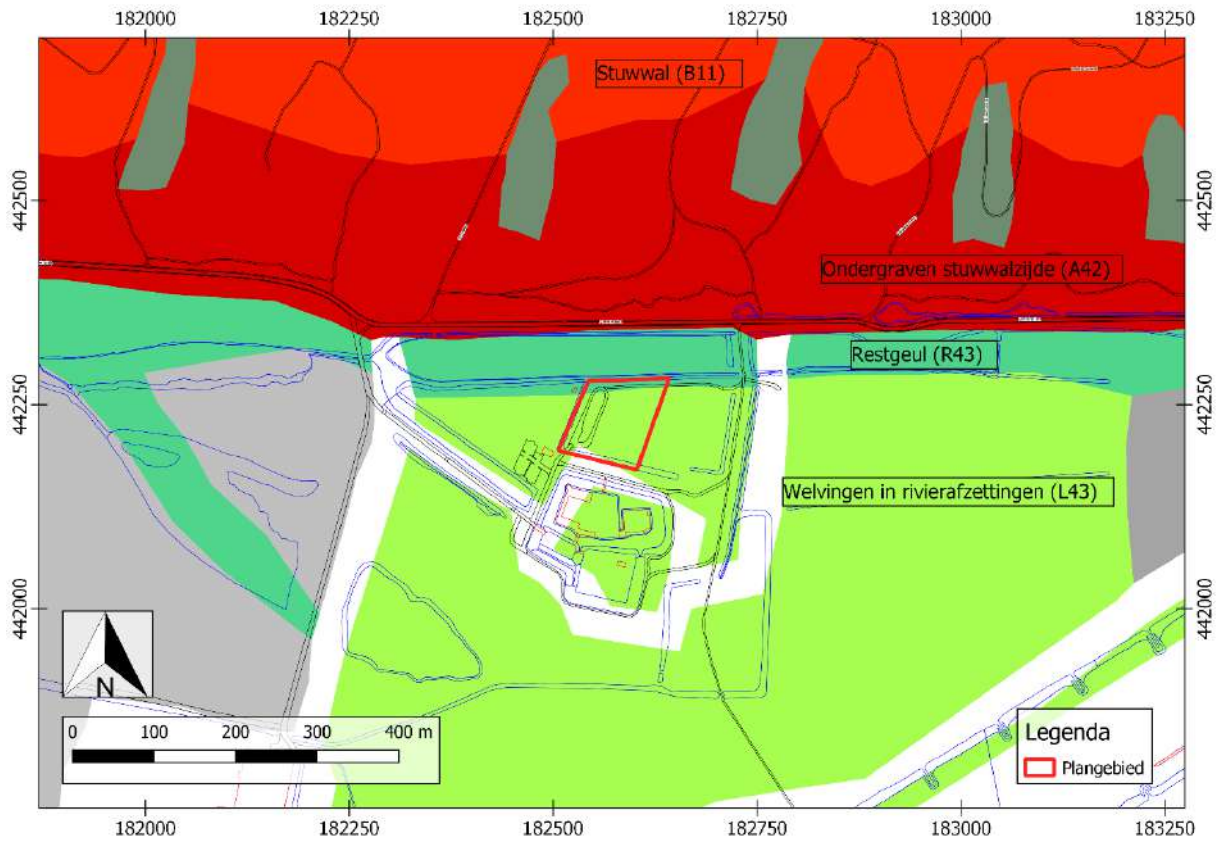 182000 182250 182500 182750 183000 183250
Stuwwal (B11)
442500 442500
Ondergraven stuwwalzijde (A42)
Restgeul (R43)
442250 442250
Welvingen in rivierafzettingen (L43)
442000 442000
N
0 100 200 300 400 m
Legenda
Plangebied
182000 182250 182500 182750 183000 183250